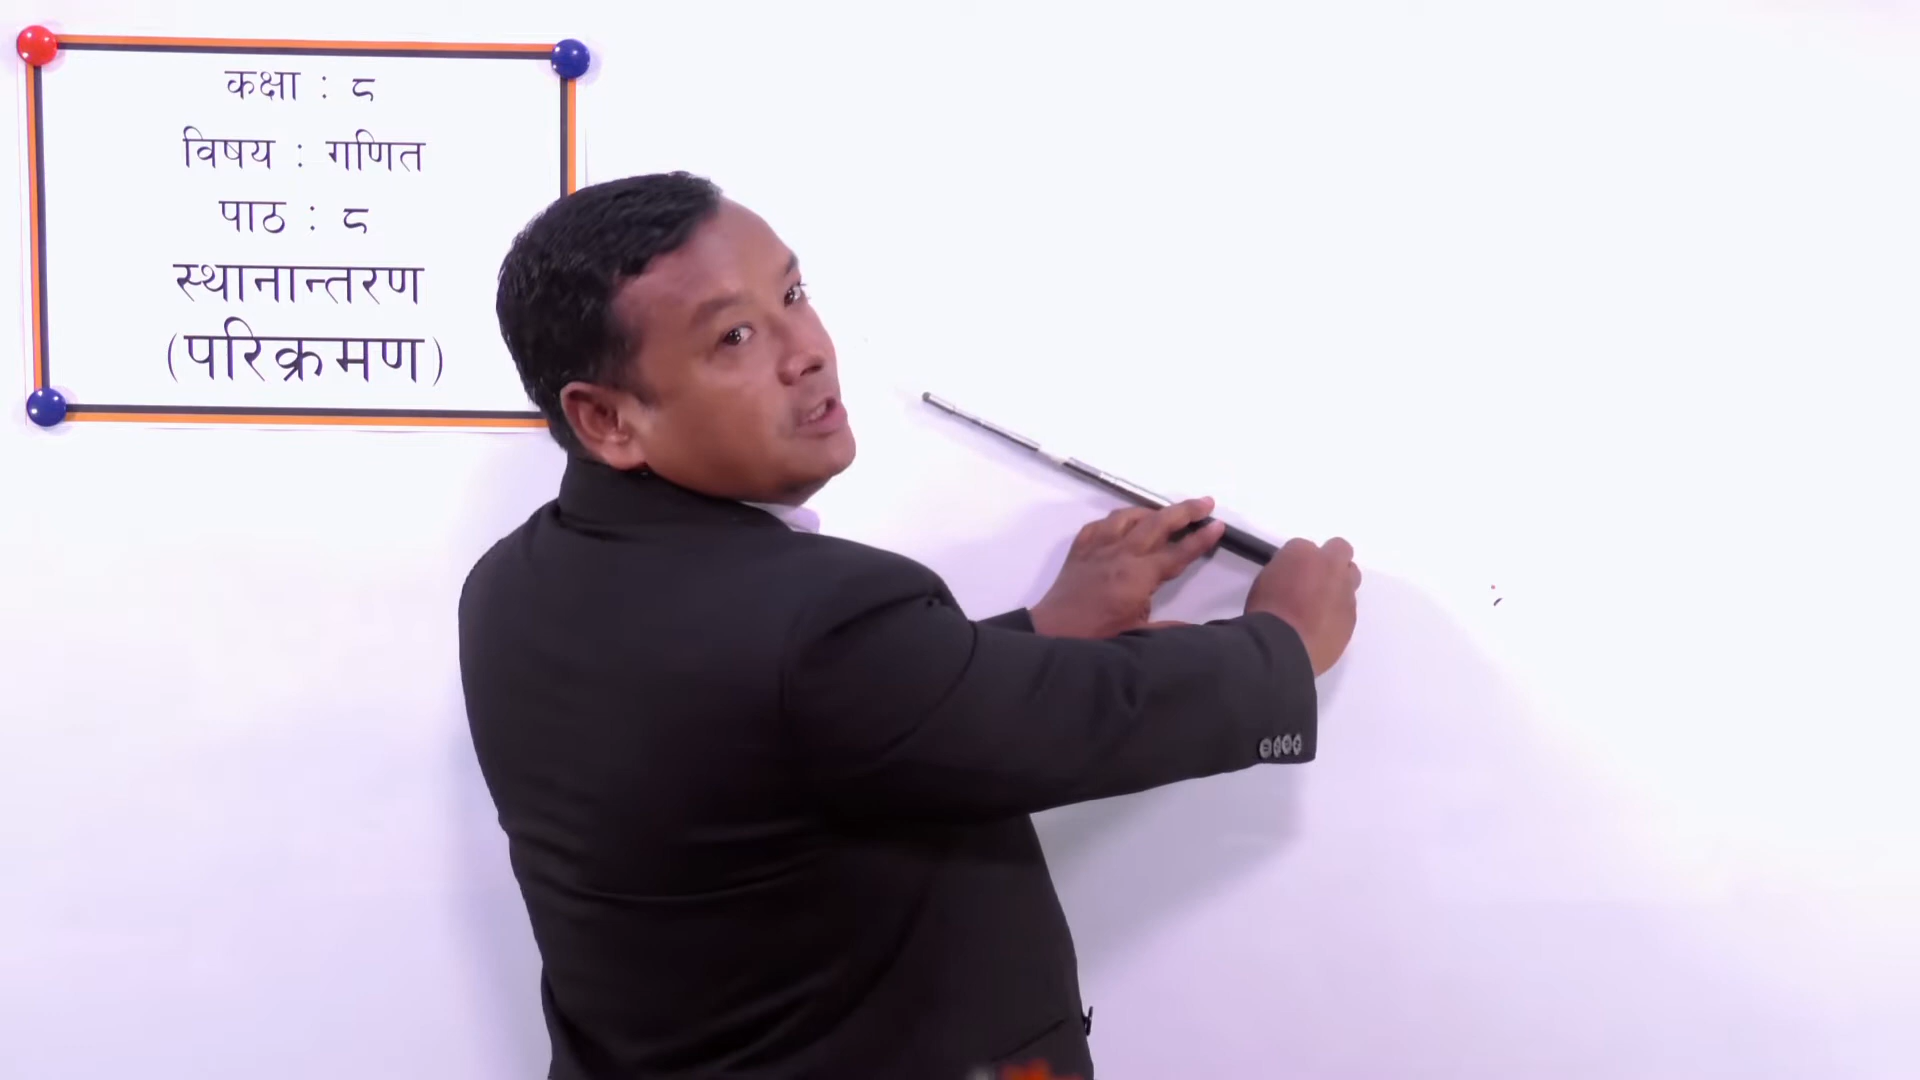 कक्षा : ८
विषय : गणित
पाठ : ८
स्थानान्तरण
(परिक्रमण)